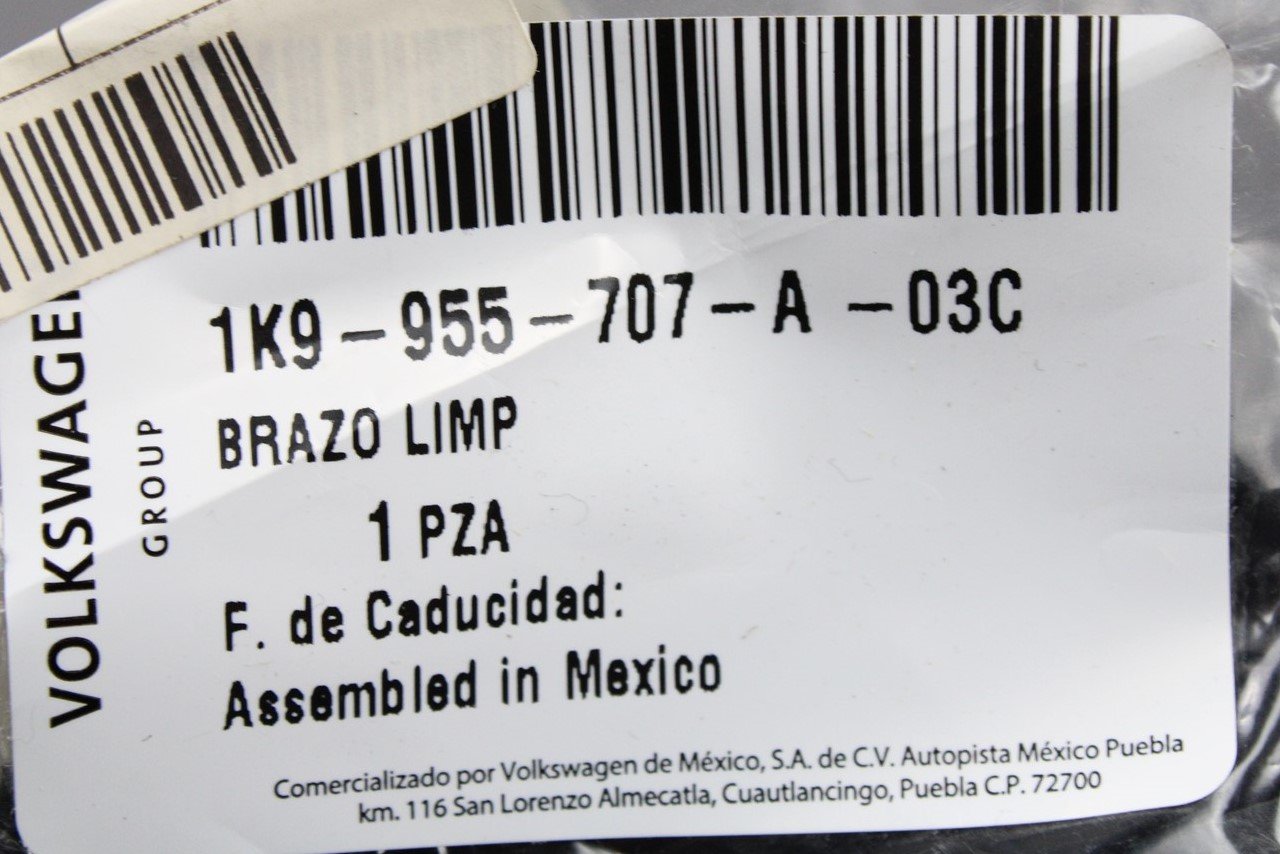 VOLKSWAGEN
GROUP
1K9-955-707-A -03C
BRAZO LIMP
1 PZA
F. de Caducidad:
Assembled in Mexico
Comercializado por Volkswagen de México, S.A. de C.V. Autopista México Puebla
km. 116 San Lorenzo Almecatla, Cuautlancingo, Puebla C.P. 72700